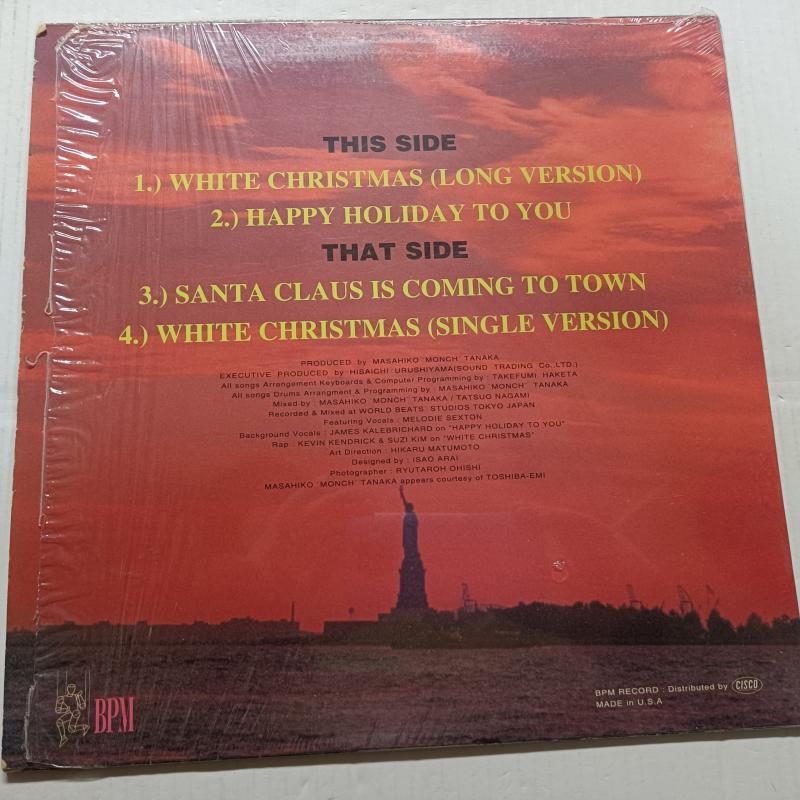 THIS SIDE
1.) WHITE CHRISTMAS (LONG VERSION)
2.) HAPPY HOLIDAY TO YOU
THAT SIDE
3.) SANTA CLAUS IS COMING TO TOWN
4.) WHITE CHRISTMAS (SINGLE VERSION)
PRODUCED by MASAHIKO "MONCH" TANAKA
EXECUTIVE PRODUCED by HISAICHI URUSHIYAMA(SOUND TRADING Co.,LTD.)
All songs Arrangement Keyboards & Computer Programming by : TAKEFUMI HAKETA
All songs Drums Arrangment & Programming by : MASAHIKO "MONCH" TANAKA
Mixed by : MASAHIKO "MONCH" TANAKA / TATSUO NAGAMI
Recorded & Mixed at WORLD BEATS STUDIOS TOKYO JAPAN
Featuring Vocals : MELODIE SEXTON
Background Vocals : JAMES KALEBRICHARD on "HAPPY HOLIDAY TO YOU"
Rap : KEVIN KENDRICK & SUZI KIM on "WHITE CHRISTMAS"
Art Direction : HIKARU MATUMOTO
Designed by : ISAO ARAI
Photographer : RYUTAROH OHISHI
MASAHIKO "MONCH" TANAKA appears courtesy of TOSHIBA-EMI
BPM
BPM RECORD : Distributed by CISCO
MADE in U.S.A